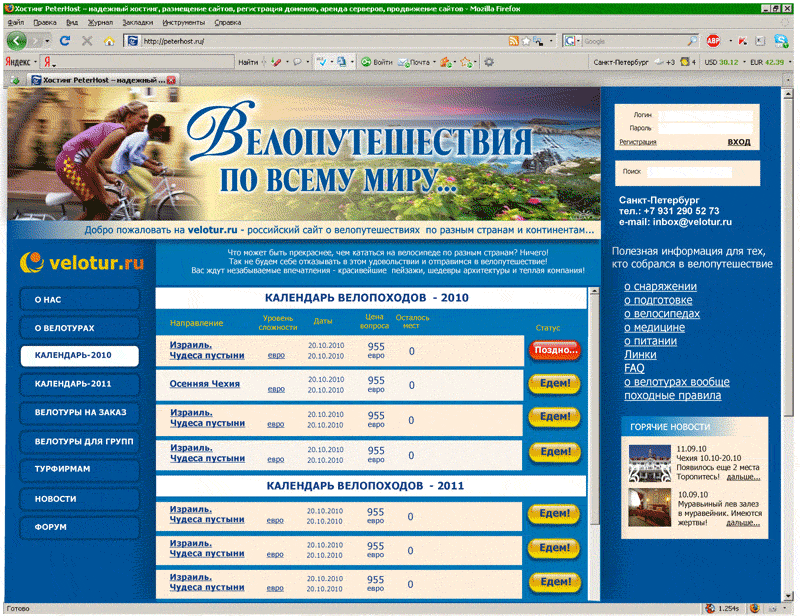 Хостинг PeterHost – надежный хостинг, размещение сайтов, регистрация доменов, аренда серверов, продвижение сайтов - Mozilla Firefox
Файл Правка Вид Журнал Закладки Инструменты Справка
http://peterhost.ru/
Google
ABP
Яндекс Я. Найти Войти Почта Санкт-Петербург +3 4 USD 30.12 EUR 42.39
Хостинг PeterHost – надежный ...
Велопутешествия
по всему миру...
Добро пожаловать на velotur.ru - российский сайт о велопутешествиях по разным странам и континентам...
velotur.ru
Что может быть прекраснее, чем кататься на велосипеде по разным странам? Ничего!
Так не будем себе отказывать в этом удовольствии и отправимся в велопутешествие!
Вас ждут незабываемые впечатления - красивейшие пейзажи, шедевры архитектуры и теплая компания!
О НАС
О ВЕЛОТУРАХ
КАЛЕНДАРЬ-2010
КАЛЕНДАРЬ-2011
ВЕЛОТУРЫ НА ЗАКАЗ
ВЕЛОТУРЫ ДЛЯ ГРУПП
ТУРФИРМАМ
НОВОСТИ
ФОРУМ
КАЛЕНДАРЬ ВЕЛОПОХОДОВ - 2010
Направление Уровень сложности Даты Цена вопроса Осталось мест Статус
Израиль. 20.10.2010 955
Чудеса пустыни евро 20.10.2010 евро 0 Поздно...
Осенняя Чехия евро 20.10.2010 20.10.2010 955 евро 0 Едем!
Израиль. 20.10.2010 955
Чудеса пустыни евро 20.10.2010 евро 0 Едем!
Израиль. 20.10.2010 955
Чудеса пустыни евро 20.10.2010 евро 0 Едем!
КАЛЕНДАРЬ ВЕЛОПОХОДОВ - 2011
Израиль. 20.10.2010 955
Чудеса пустыни евро 20.10.2010 евро 0 Едем!
Израиль. 20.10.2010 955
Чудеса пустыни евро 20.10.2010 евро 0 Едем!
Израиль. 20.10.2010 955
Чудеса пустыни евро 20.10.2010 евро 0 Едем!
Логин
Пароль
Регистрация ВХОД
Поиск
Санкт-Петербург
тел.: +7 931 290 52 73
e-mail: inbox@velotur.ru
Полезная информация для тех,
кто собрался в велопутешествие
о снаряжении
о подготовке
о велосипедах
о медицине
о питании
Линки
FAQ
о велотурах вообще
походные правила
ГОРЯЧИЕ НОВОСТИ
11.09.10
Чехия 10.10-20.10
Появилось еще 2 места
Торопитесь! дальше...
10.09.10
Муравьиный лев залез
в муравейник. Имеются
жертвы! дальше...
Готово
1.254s